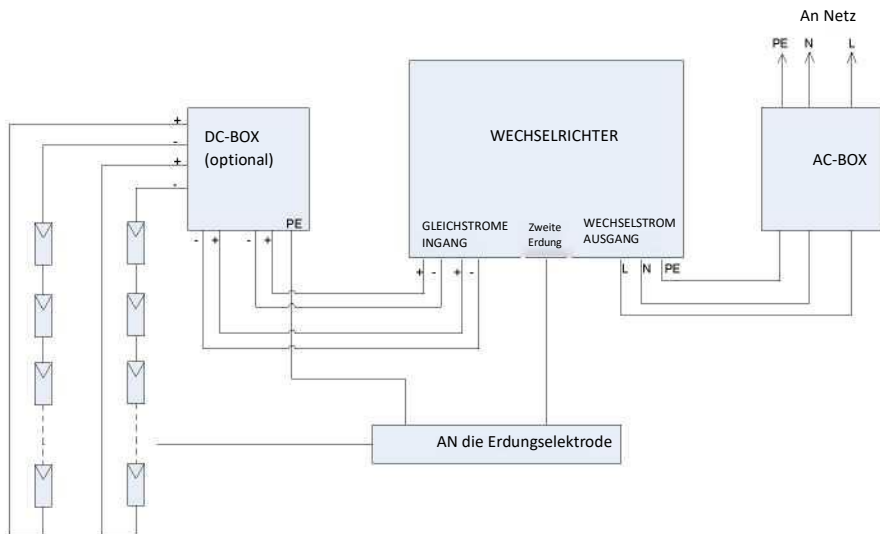 An Netz
PE N L
+
-
+
-
DC-BOX
(optional)
PE
- + - +
WECHSELRICHTER
GLEICHSTROME
INGANG
Zweite
Erdung
WECHSELSTROM
AUSGANG
+ - + -
L N PE
AC-BOX
AN die Erdungselektrode